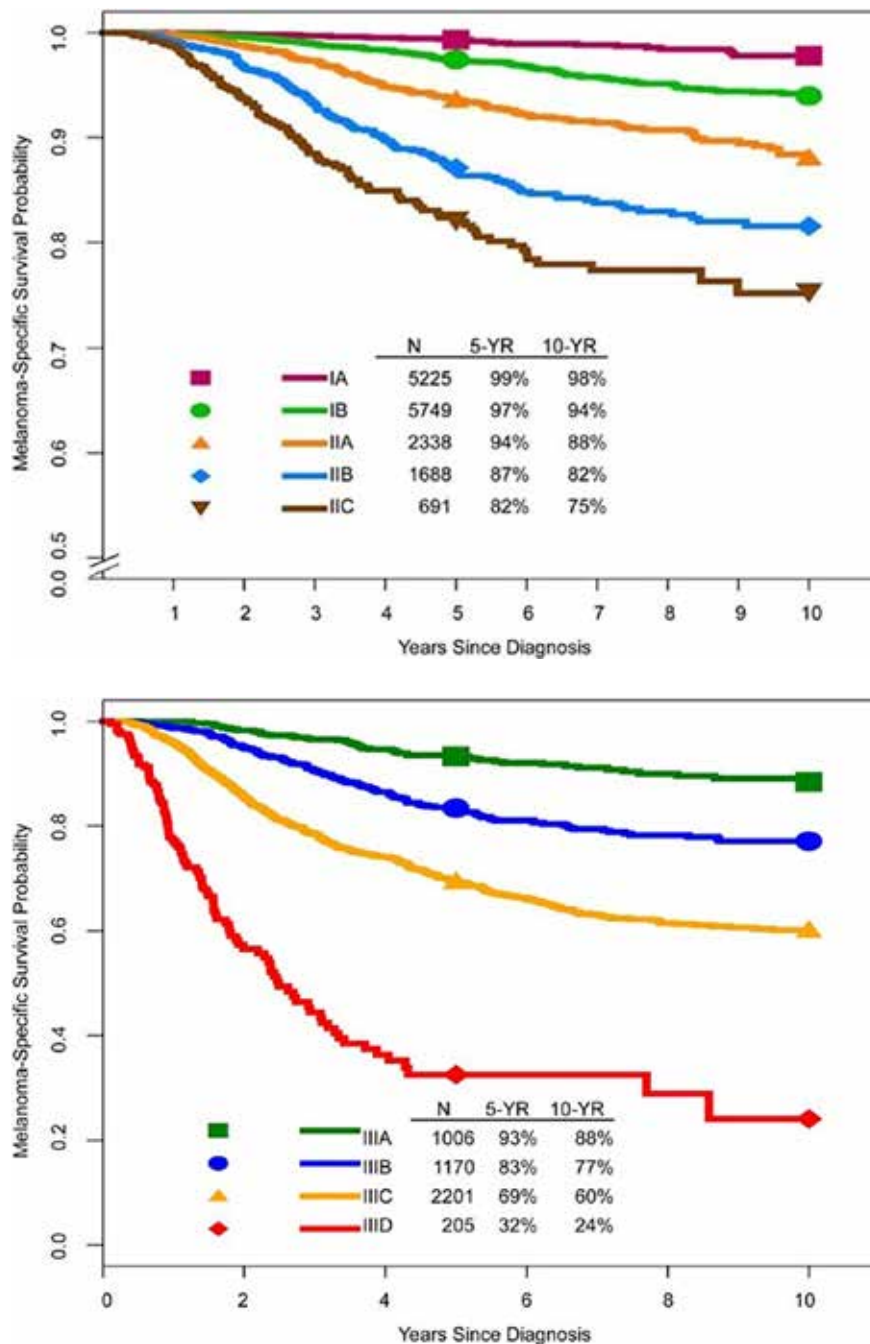 Melanoma-Specific Survival Probability
1.0
0.9
0.8
0.7
0.6
0.5
0.0
N 5-YR 10-YR
IA 5225 99% 98%
IB 5749 97% 94%
IIA 2338 94% 88%
IIB 1688 87% 82%
IIC 691 82% 75%
1 2 3 4 5 6 7 8 9 10
Years Since Diagnosis
Melanoma-Specific Survival Probability
1.0
0.8
0.6
0.4
0.2
0.0
N 5-YR 10-YR
IIIA 1006 93% 88%
IIIB 1170 83% 77%
IIIC 2201 69% 60%
IIID 205 32% 24%
0 2 4 6 8 10
Years Since Diagnosis